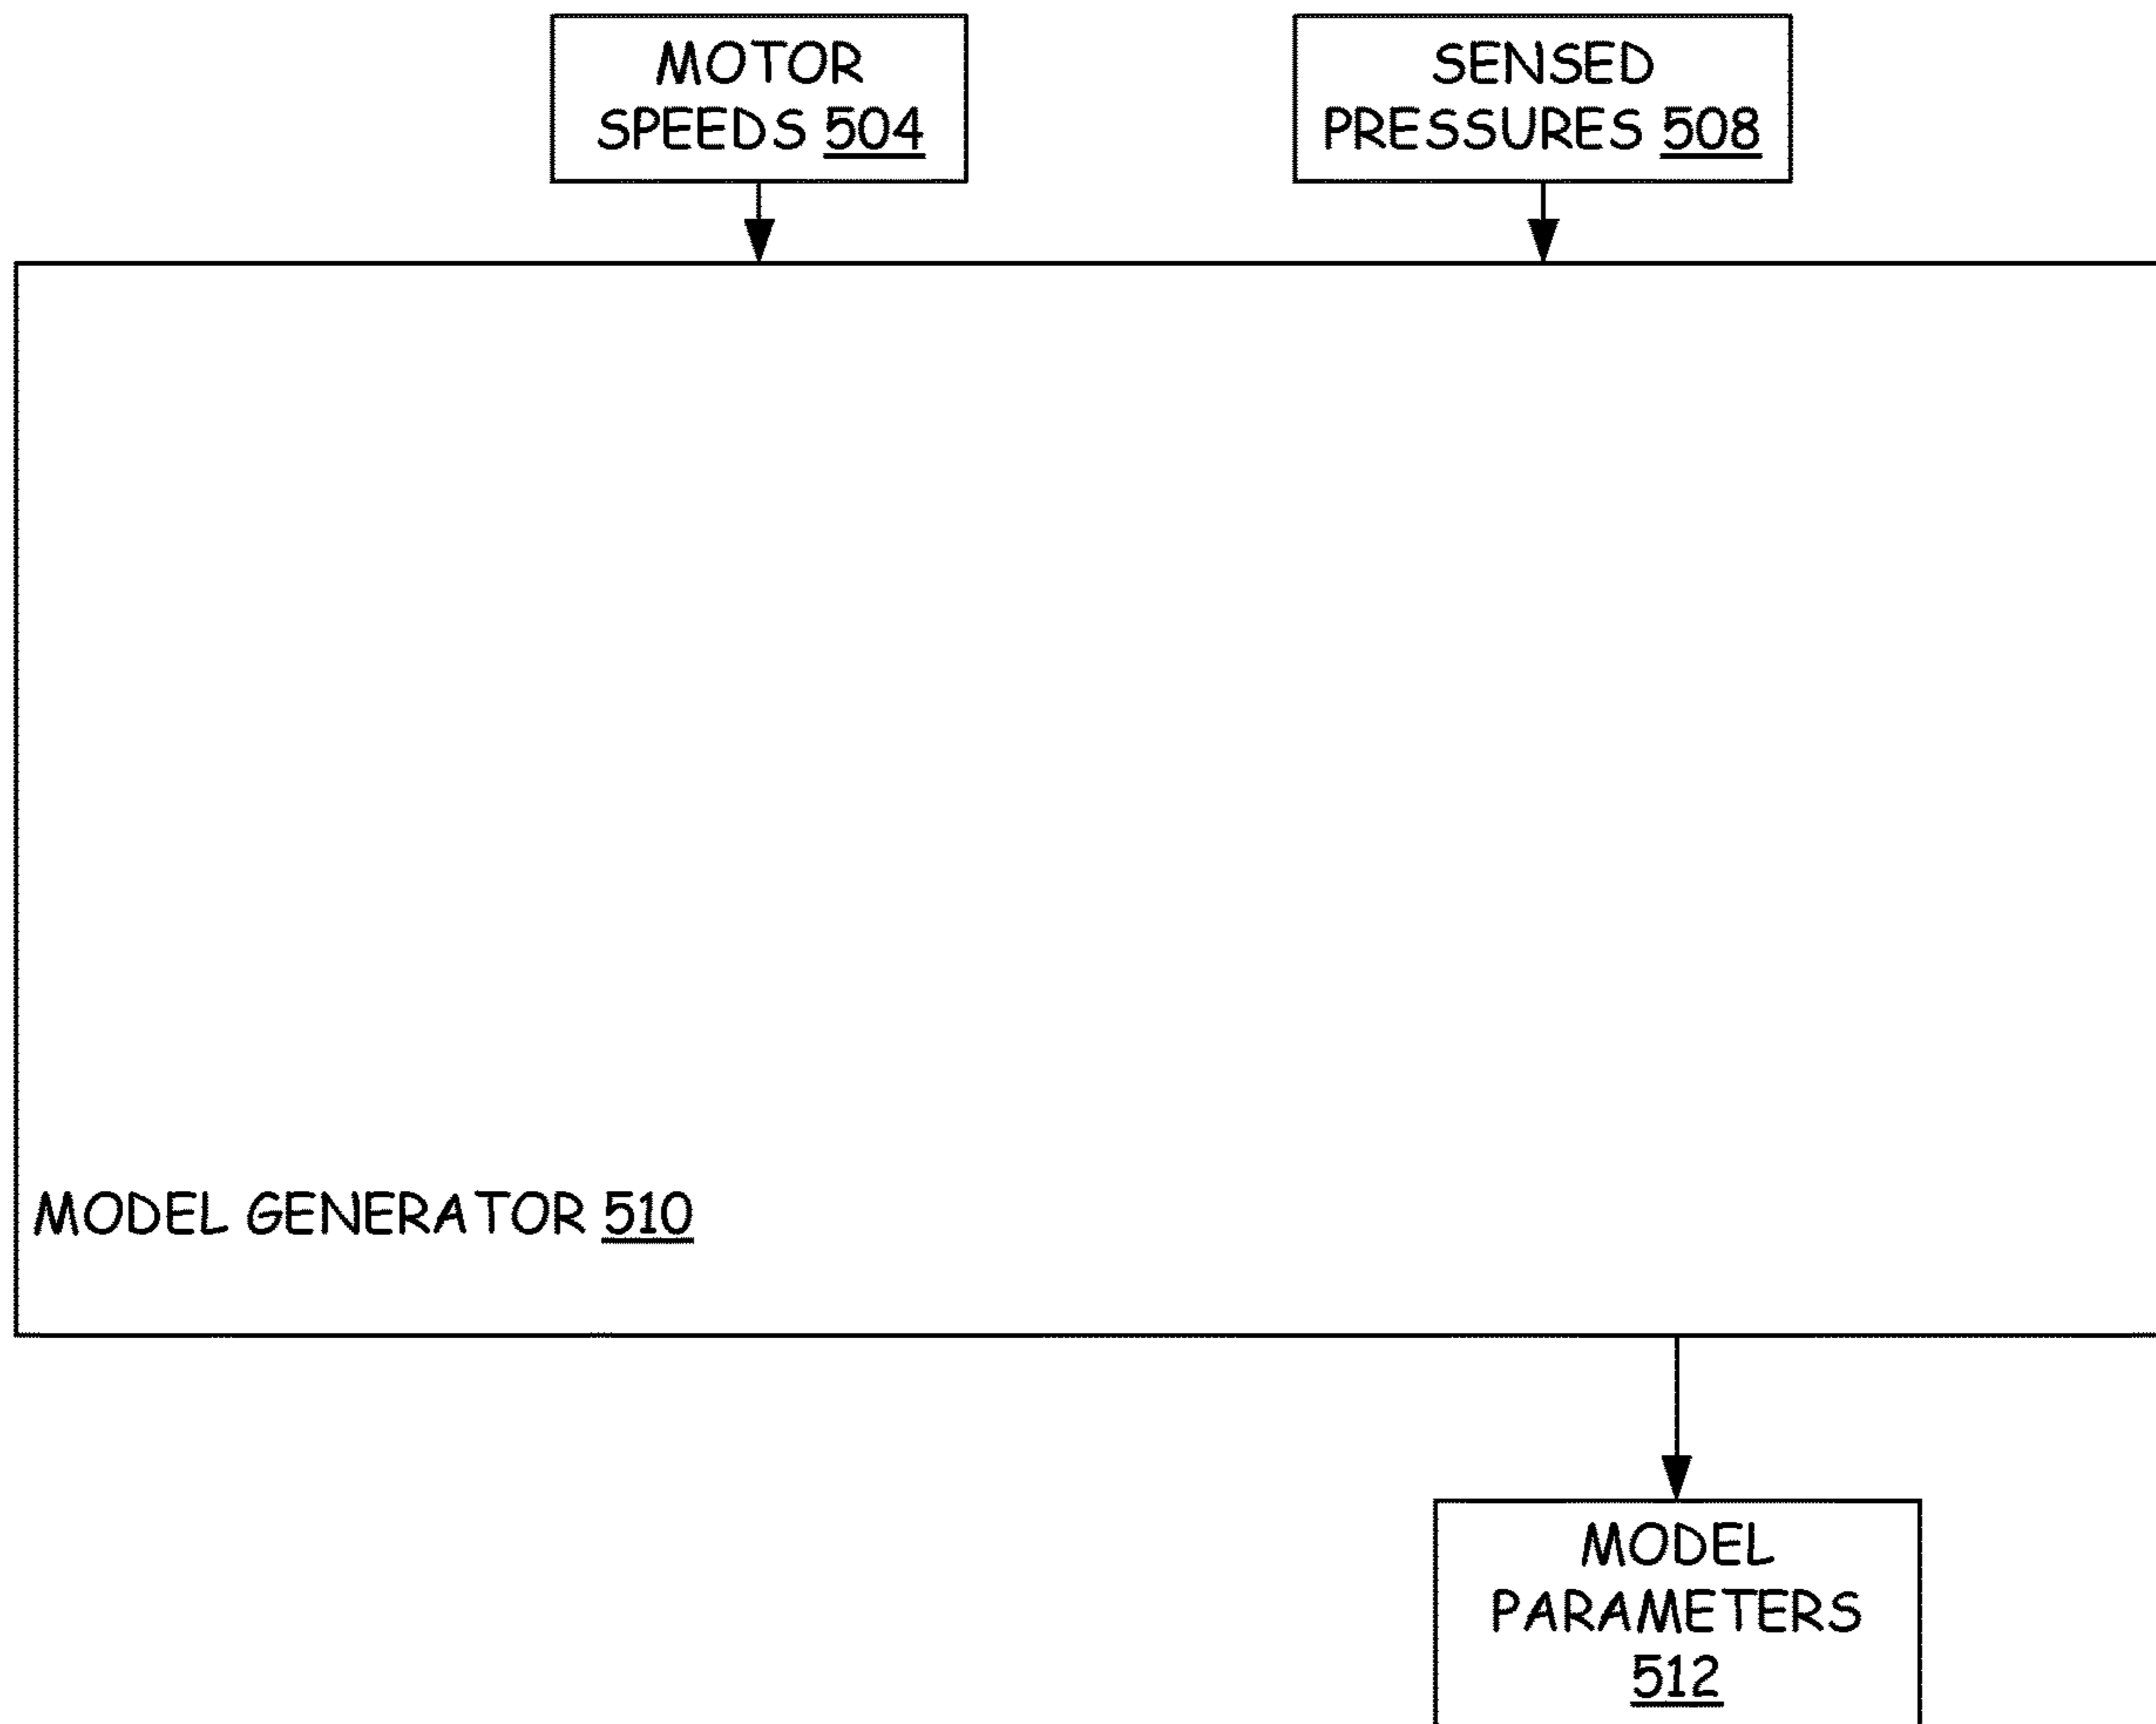 MOTOR
SPEEDS 504
SENSED
PRESSURES 508
MODEL GENERATOR 510
MODEL
PARAMETERS
512